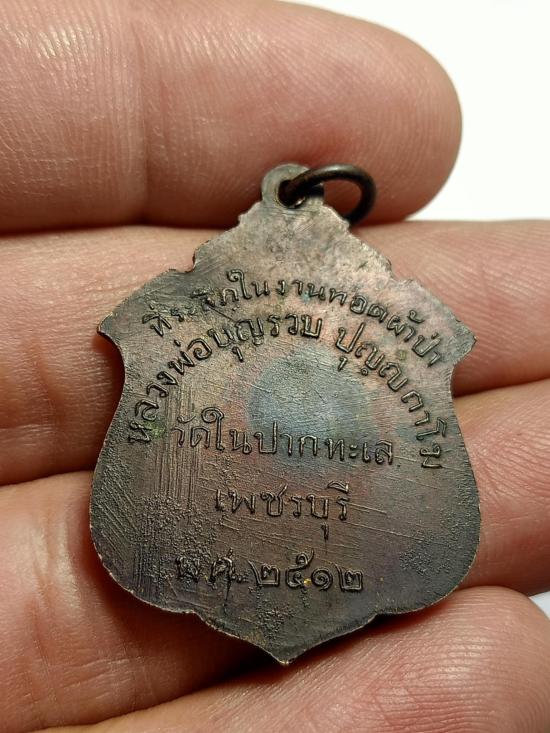 ที่ระลึกในงานทอดผ้าป่า
หลวงพ่อบุญรวบ ปุญฺญกาโม
วัดในปากทะเล
เพชรบุรี
พ.ศ. ๒๕๑๒